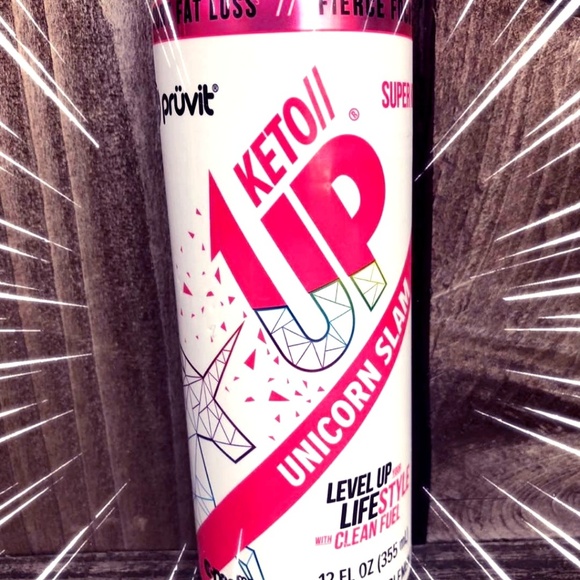 FAT LOSS // FIERCE
prüvit®
SUPER
KETO//
UP®
UNICORN SLAM
LEVEL UP YOUR
LIFESTYLE
WITH CLEAN FUEL
12 FL OZ (355 mL)